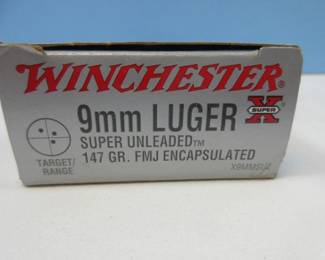 WINCHESTER
9mm LUGER
SUPER
X
SUPER UNLEADED™
147 GR. FMJ ENCAPSULATED
TARGET/
RANGE